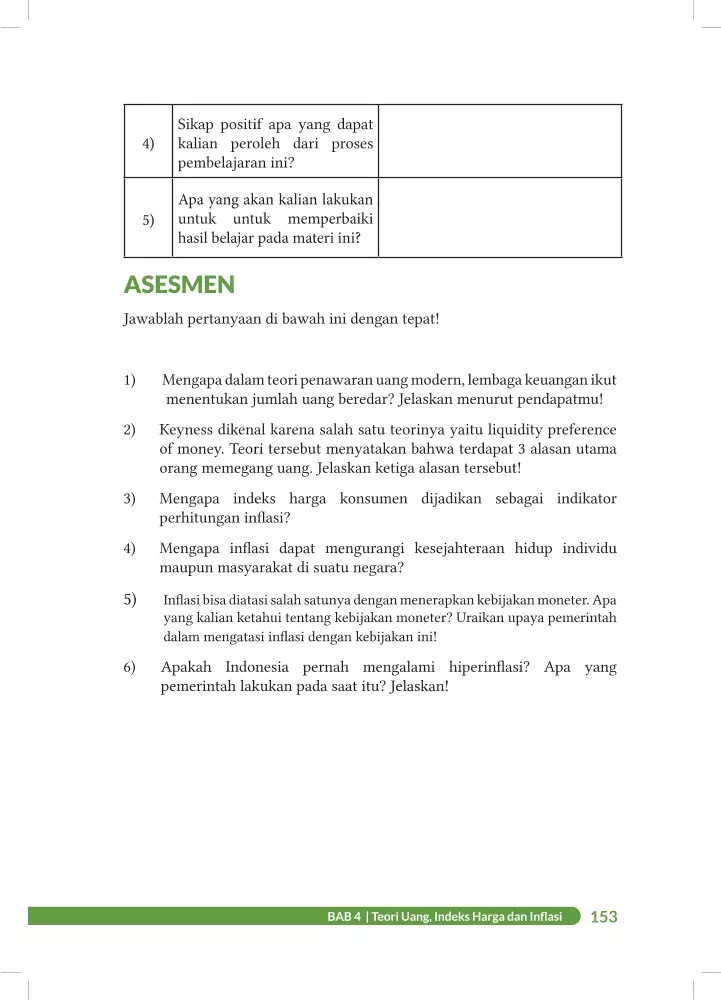 4)
Sikap positif apa yang dapat
kalian peroleh dari proses
pembelajaran ini?
5)
Apa yang akan kalian lakukan
untuk untuk memperbaiki
hasil belajar pada materi ini?
ASESMEN
Jawablah pertanyaan di bawah ini dengan tepat!
1) Mengapa dalam teori penawaran uang modern, lembaga keuangan ikut
menentukan jumlah uang beredar? Jelaskan menurut pendapatmu!
2) Keyness dikenal karena salah satu teorinya yaitu liquidity preference
of money. Teori tersebut menyatakan bahwa terdapat 3 alasan utama
orang memegang uang. Jelaskan ketiga alasan tersebut!
3) Mengapa indeks harga konsumen dijadikan sebagai indikator
perhitungan inflasi?
4) Mengapa inflasi dapat mengurangi kesejahteraan hidup individu
maupun masyarakat di suatu negara?
5) Inflasi bisa diatasi salah satunya dengan menerapkan kebijakan moneter. Apa
yang kalian ketahui tentang kebijakan moneter? Uraikan upaya pemerintah
dalam mengatasi inflasi dengan kebijakan ini!
6) Apakah Indonesia pernah mengalami hiperinflasi? Apa yang
pemerintah lakukan pada saat itu? Jelaskan!
BAB 4 | Teori Uang, Indeks Harga dan Inflasi 153